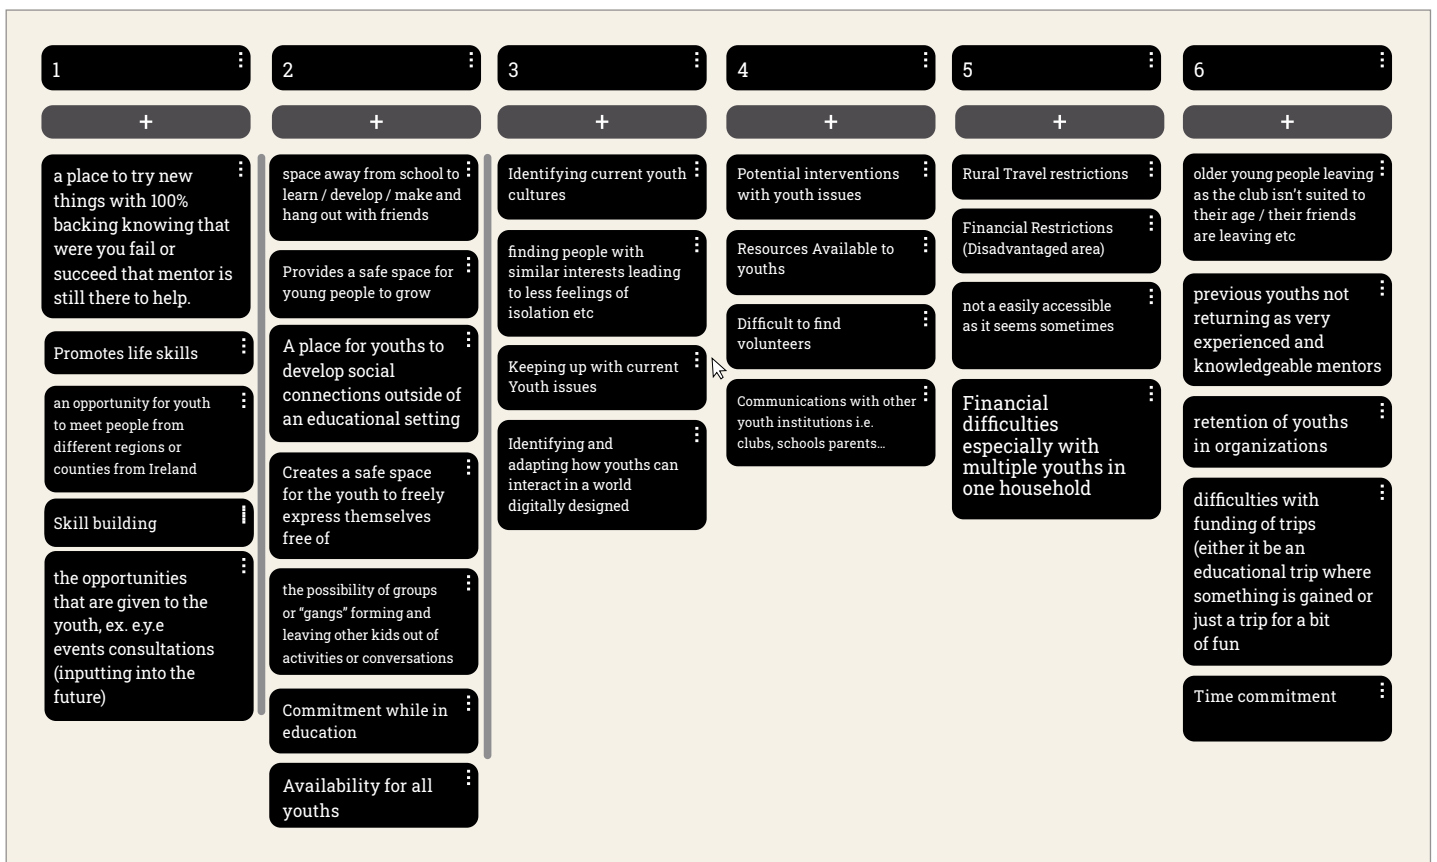 1
+
a place to try new
things with 100%
backing knowing that
were you fail or
succeed that mentor is
still there to help.
Promotes life skills
an opportunity for youth
to meet people from
different regions or
counties from Ireland
Skill building
the opportunities
that are given to the
youth, ex. e.y.e
events consultations
(inputting into the
future)
2
+
space away from school to
learn / develop / make and
hang out with friends
Provides a safe space for
young people to grow
A place for youths to
develop social
connections outside of
an educational setting
Creates a safe space
for the youth to freely
express themselves
free of
the possibility of groups
or “gangs” forming and
leaving other kids out of
activities or conversations
Commitment while in
education
Availability for all
youths
3
+
Identifying current youth
cultures
finding people with
similar interests leading
to less feelings of
isolation etc
Keeping up with current
Youth issues
Identifying and
adapting how youths can
interact in a world
digitally designed
4
+
Potential interventions
with youth issues
Resources Available to
youths
Difficult to find
volunteers
Communications with other
youth institutions i.e.
clubs, schools parents...
5
+
Rural Travel restrictions
Financial Restrictions
(Disadvantaged area)
not a easily accessible
as it seems sometimes
Financial
difficulties
especially with
multiple youths in
one household
6
+
older young people leaving
as the club isn’t suited to
their age / their friends
are leaving etc
previous youths not
returning as very
experienced and
knowledgeable mentors
retention of youths
in organizations
difficulties with
funding of trips
(either it be an
educational trip where
something is gained or
just a trip for a bit
of fun
Time commitment